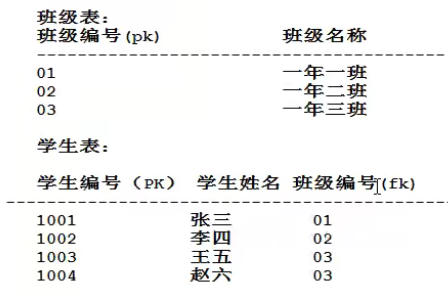 班级表：
班级编号(pk) 班级名称
------------------------------------------------
01 一年一班
02 一年二班
03 一年三班
学生表：
学生编号（PK） 学生姓名 班级编号(fk)
------------------------------------------------
1001 张三 01
1002 李四 02
1003 王五 03
1004 赵六 03